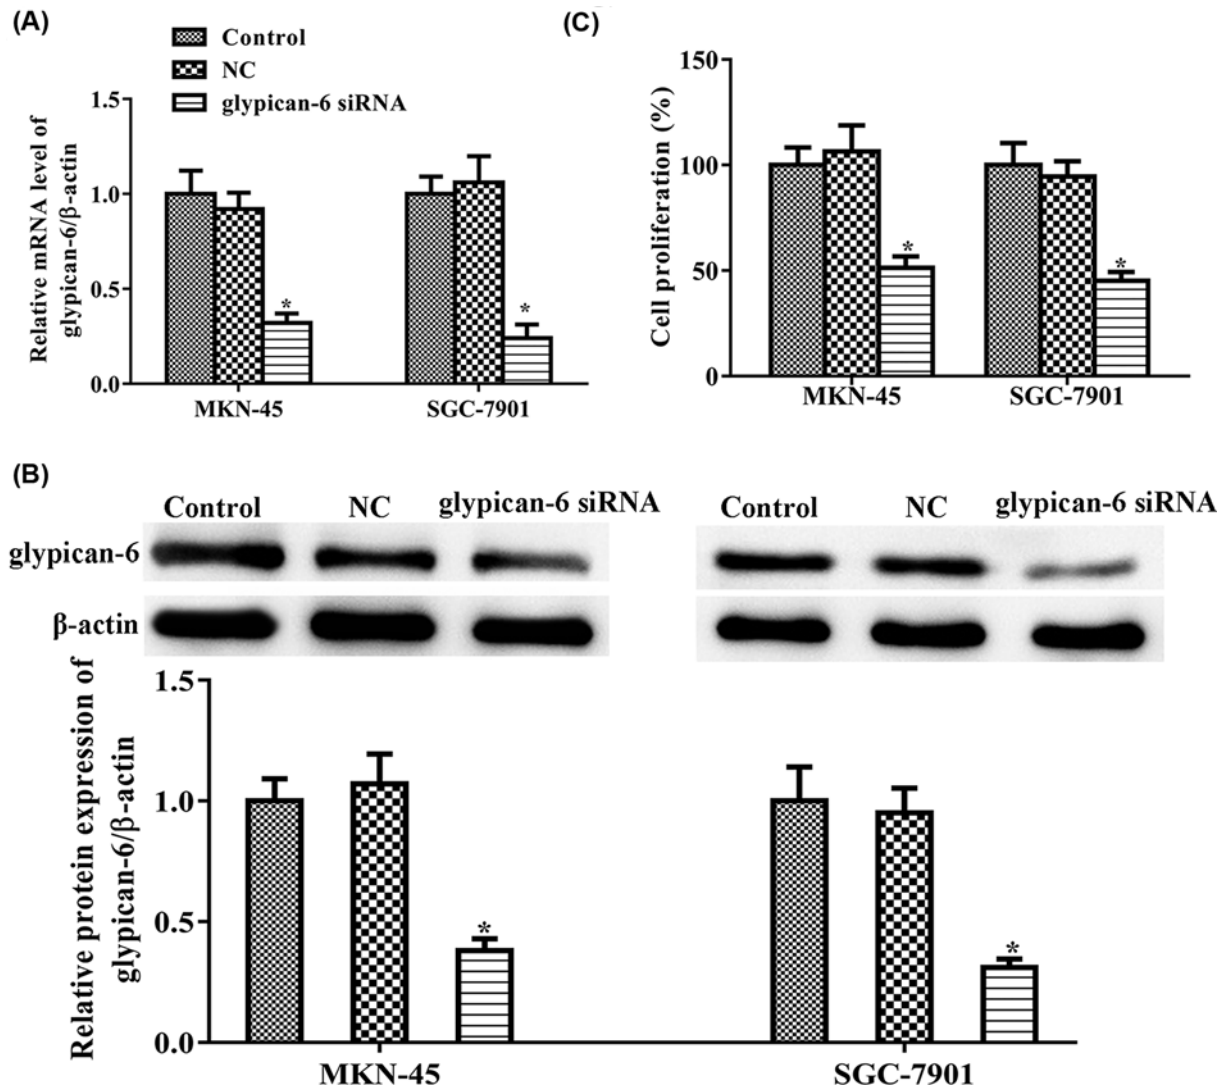 (A)
Control
NC
glypican-6 siRNA
Relative mRNA level of
glypican-6/β-actin
1.5
1.0
0.5
0.0
*
*
MKN-45
SGC-7901
(C)
Cell proliferation (%)
150
100
50
0
*
*
MKN-45
SGC-7901
(B)
Control NC glypican-6 siRNA Control NC glypican-6 siRNA
glypican-6
β-actin
Relative protein expression of
glypican-6/β-actin
1.5
1.0
0.5
0.0
*
*
MKN-45
SGC-7901